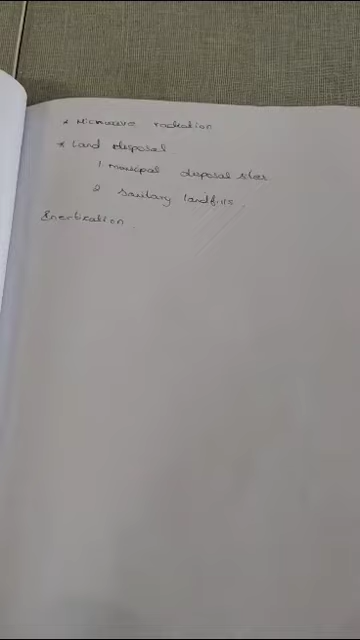 * Microwave radiation
* Land disposal
1 municipal disposal sites
2 sanitary landfills
Inertization